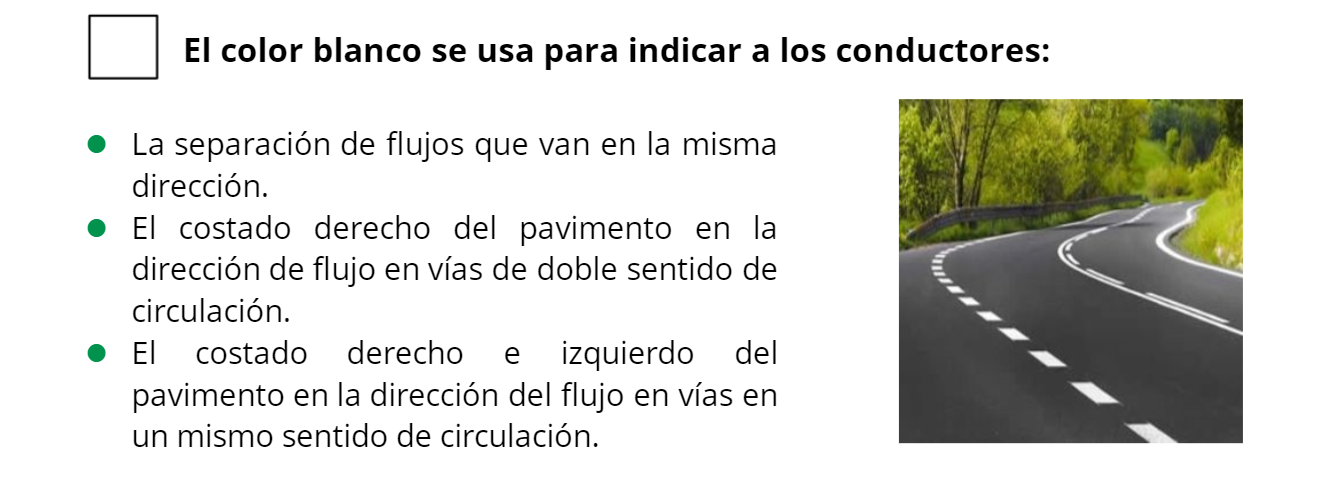 El color blanco se usa para indicar a los conductores:
La separación de flujos que van en la misma
dirección.
El costado derecho del pavimento en la
dirección de flujo en vías de doble sentido de
circulación.
El costado derecho e izquierdo del
pavimento en la dirección del flujo en vías en
un mismo sentido de circulación.